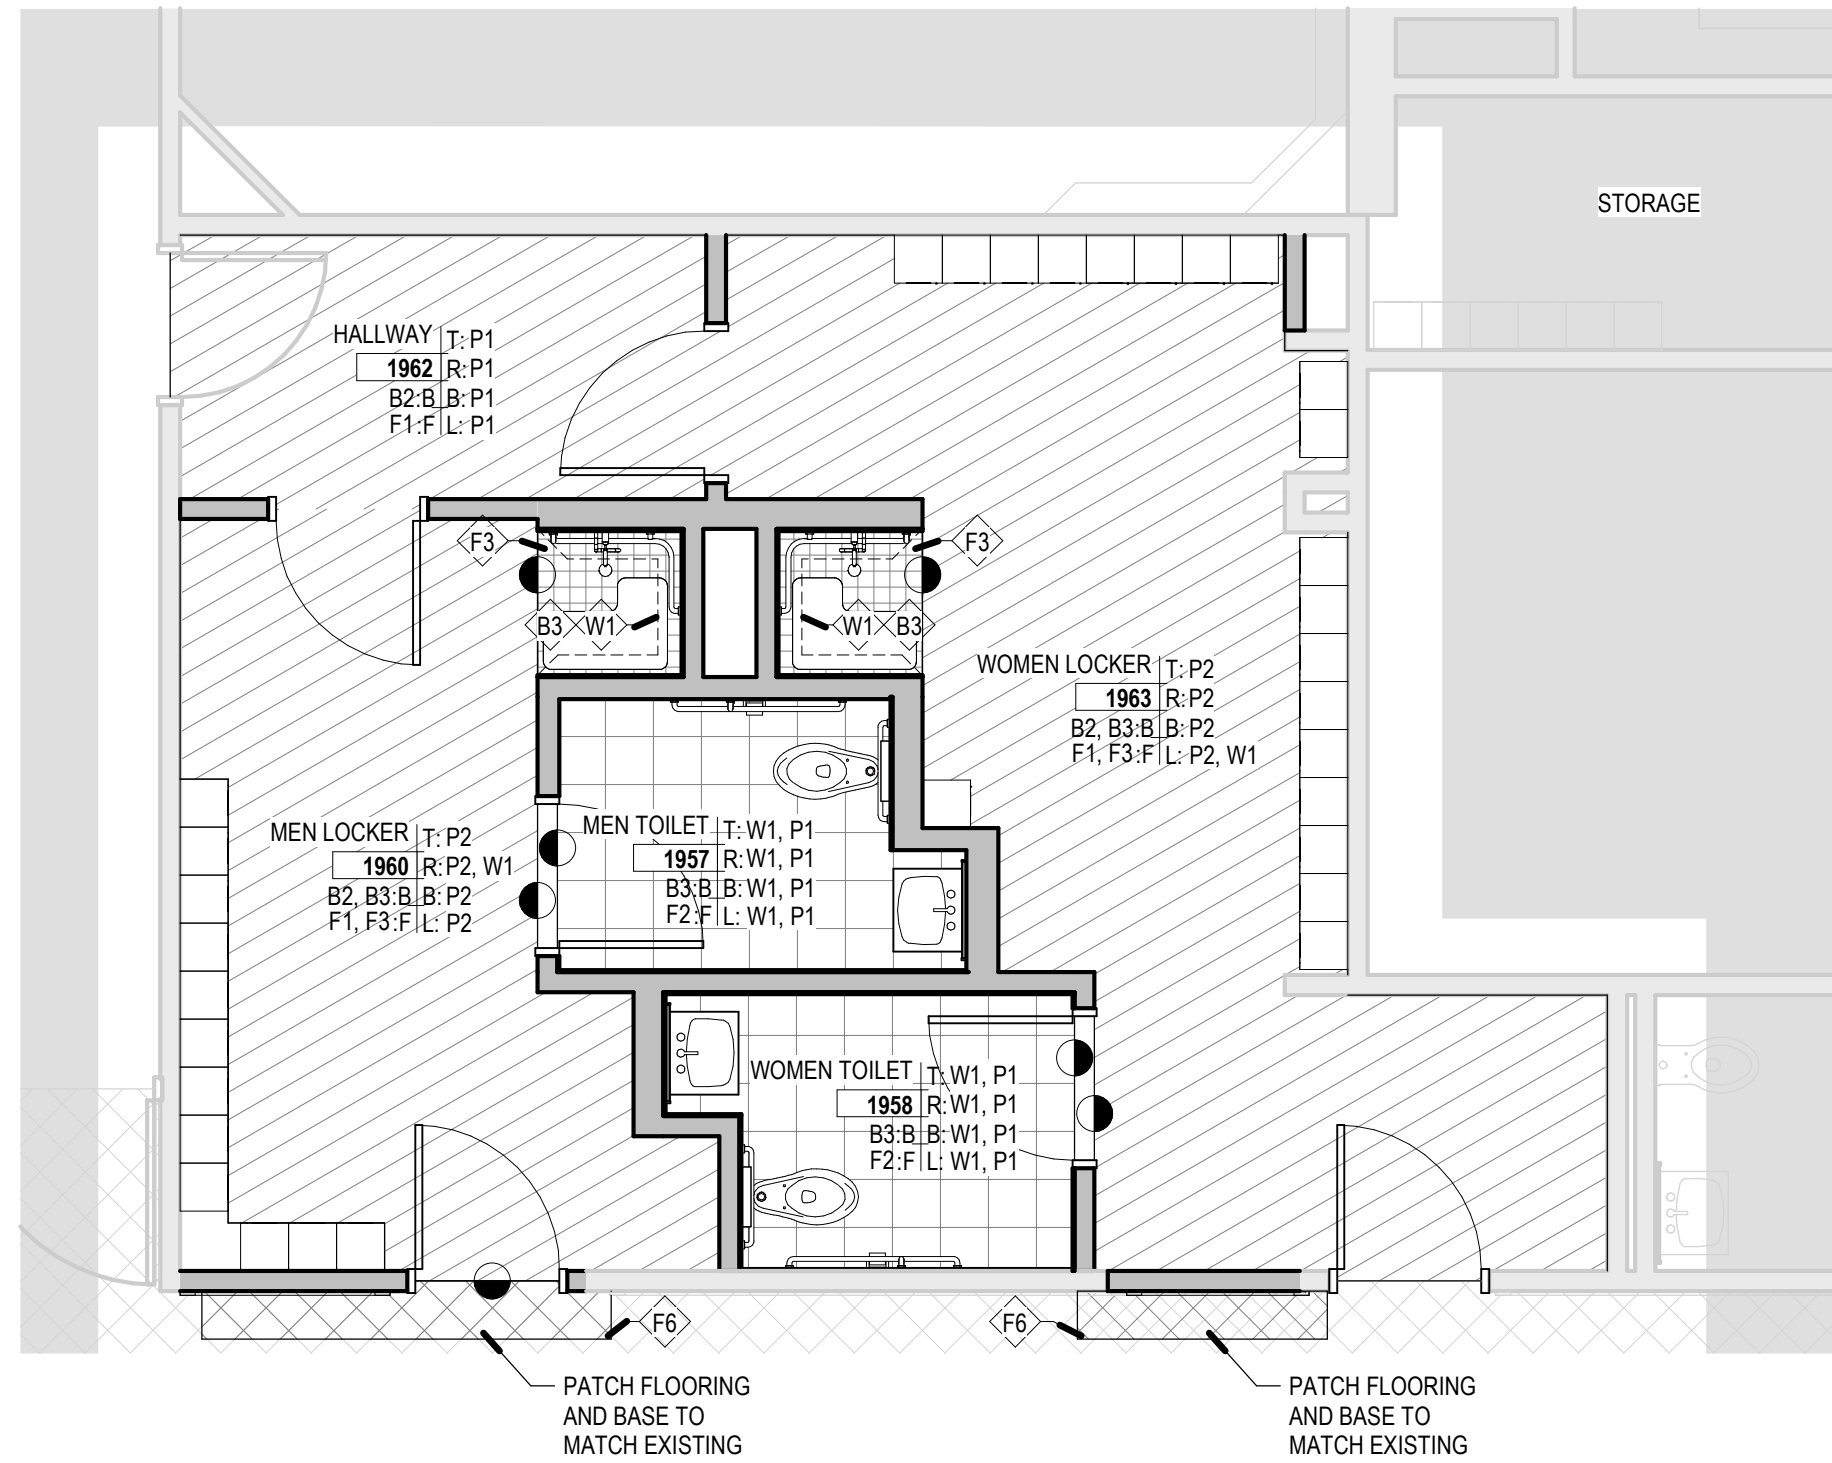 STORAGE
HALLWAY T: P1
1962 R: P1
B2:B B: P1
F1:F L: P1
F3
F3
B3 W1
W1 B3
WOMEN LOCKER T: P2
1963 R: P2
B2, B3:B B: P2
F1, F3:F L: P2, W1
MEN LOCKER T: P2
1960 R: P2, W1
B2, B3:B B: P2
F1, F3:F L: P2
MEN TOILET T: W1, P1
1957 R: W1, P1
B3:B B: W1, P1
F2:F L: W1, P1
WOMEN TOILET T: W1, P1
1958 R: W1, P1
B3:B B: W1, P1
F2:F L: W1, P1
F6
F6
PATCH FLOORING
AND BASE TO
MATCH EXISTING
PATCH FLOORING
AND BASE TO
MATCH EXISTING